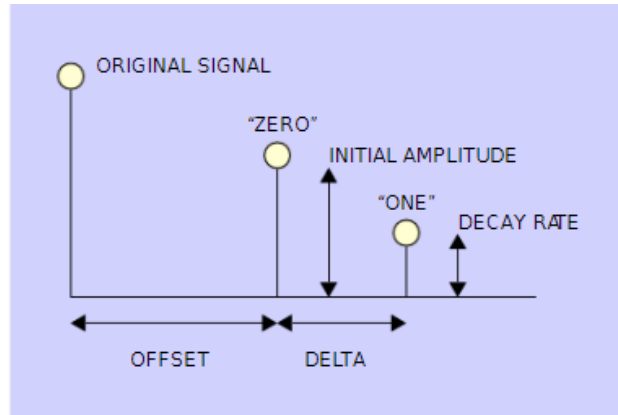 ORIGINAL SIGNAL
“ZERO”
INITIAL AMPLITUDE
“ONE”
DECAY RATE
OFFSET
DELTA